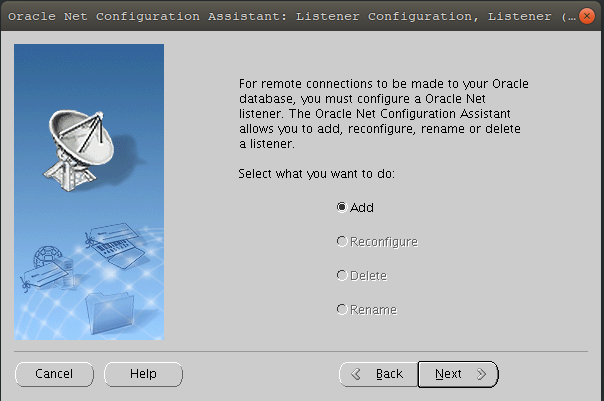 Oracle Net Configuration Assistant: Listener Configuration, Listener (...
For remote connections to be made to your Oracle
database, you must configure a Oracle Net
listener. The Oracle Net Configuration Assistant
allows you to add, reconfigure, rename or delete
a listener.
Select what you want to do:
Add
Reconfigure
Delete
Rename
Cancel
Help
Back
Next